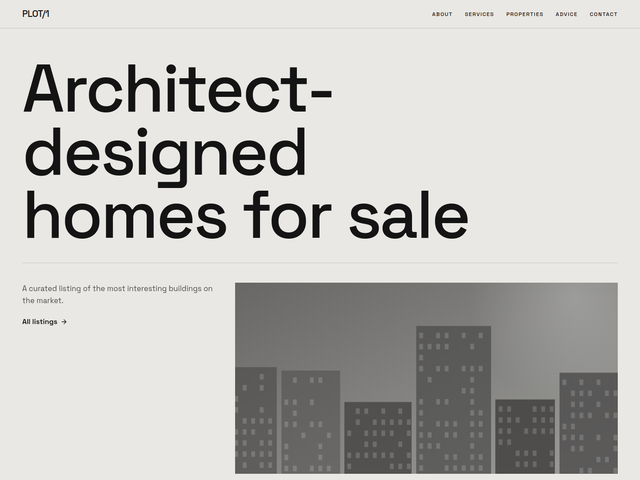 PLOT/1
ABOUT SERVICES PROPERTIES ADVICE CONTACT
Architect-
designed
homes for sale
A curated listing of the most interesting buildings on
the market.
All listings →